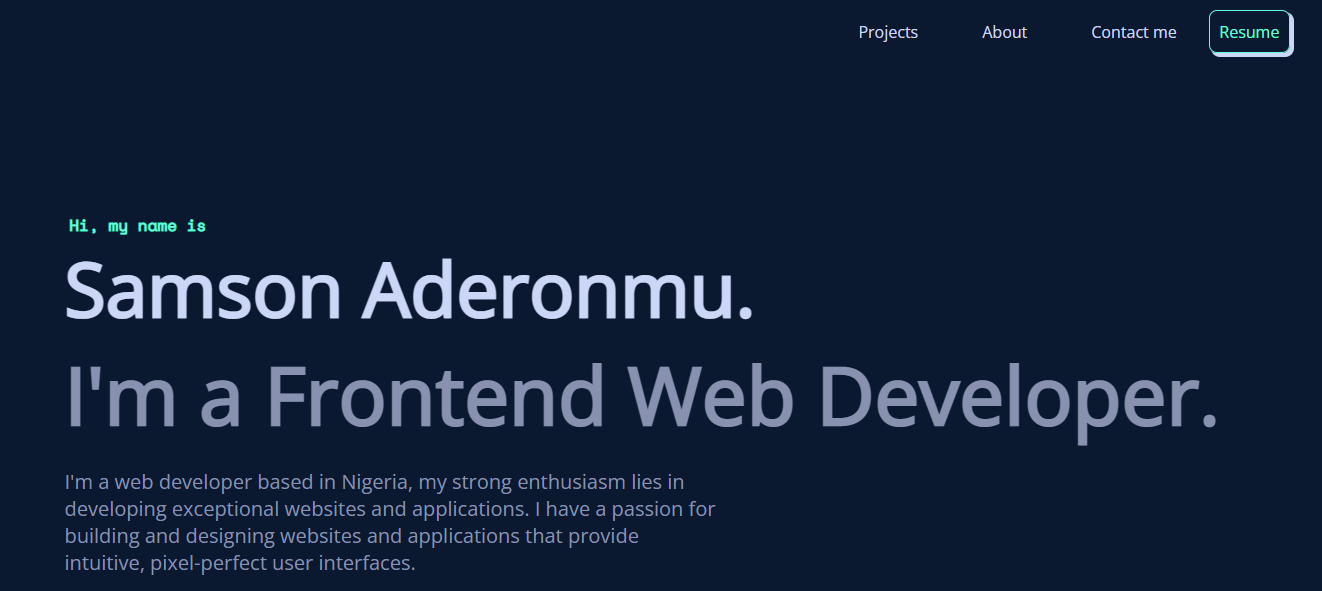 Projects About Contact me Resume
Hi, my name is
Samson Aderonmu.
I'm a Frontend Web Developer.
I'm a web developer based in Nigeria, my strong enthusiasm lies in
developing exceptional websites and applications. I have a passion for
building and designing websites and applications that provide
intuitive, pixel-perfect user interfaces.